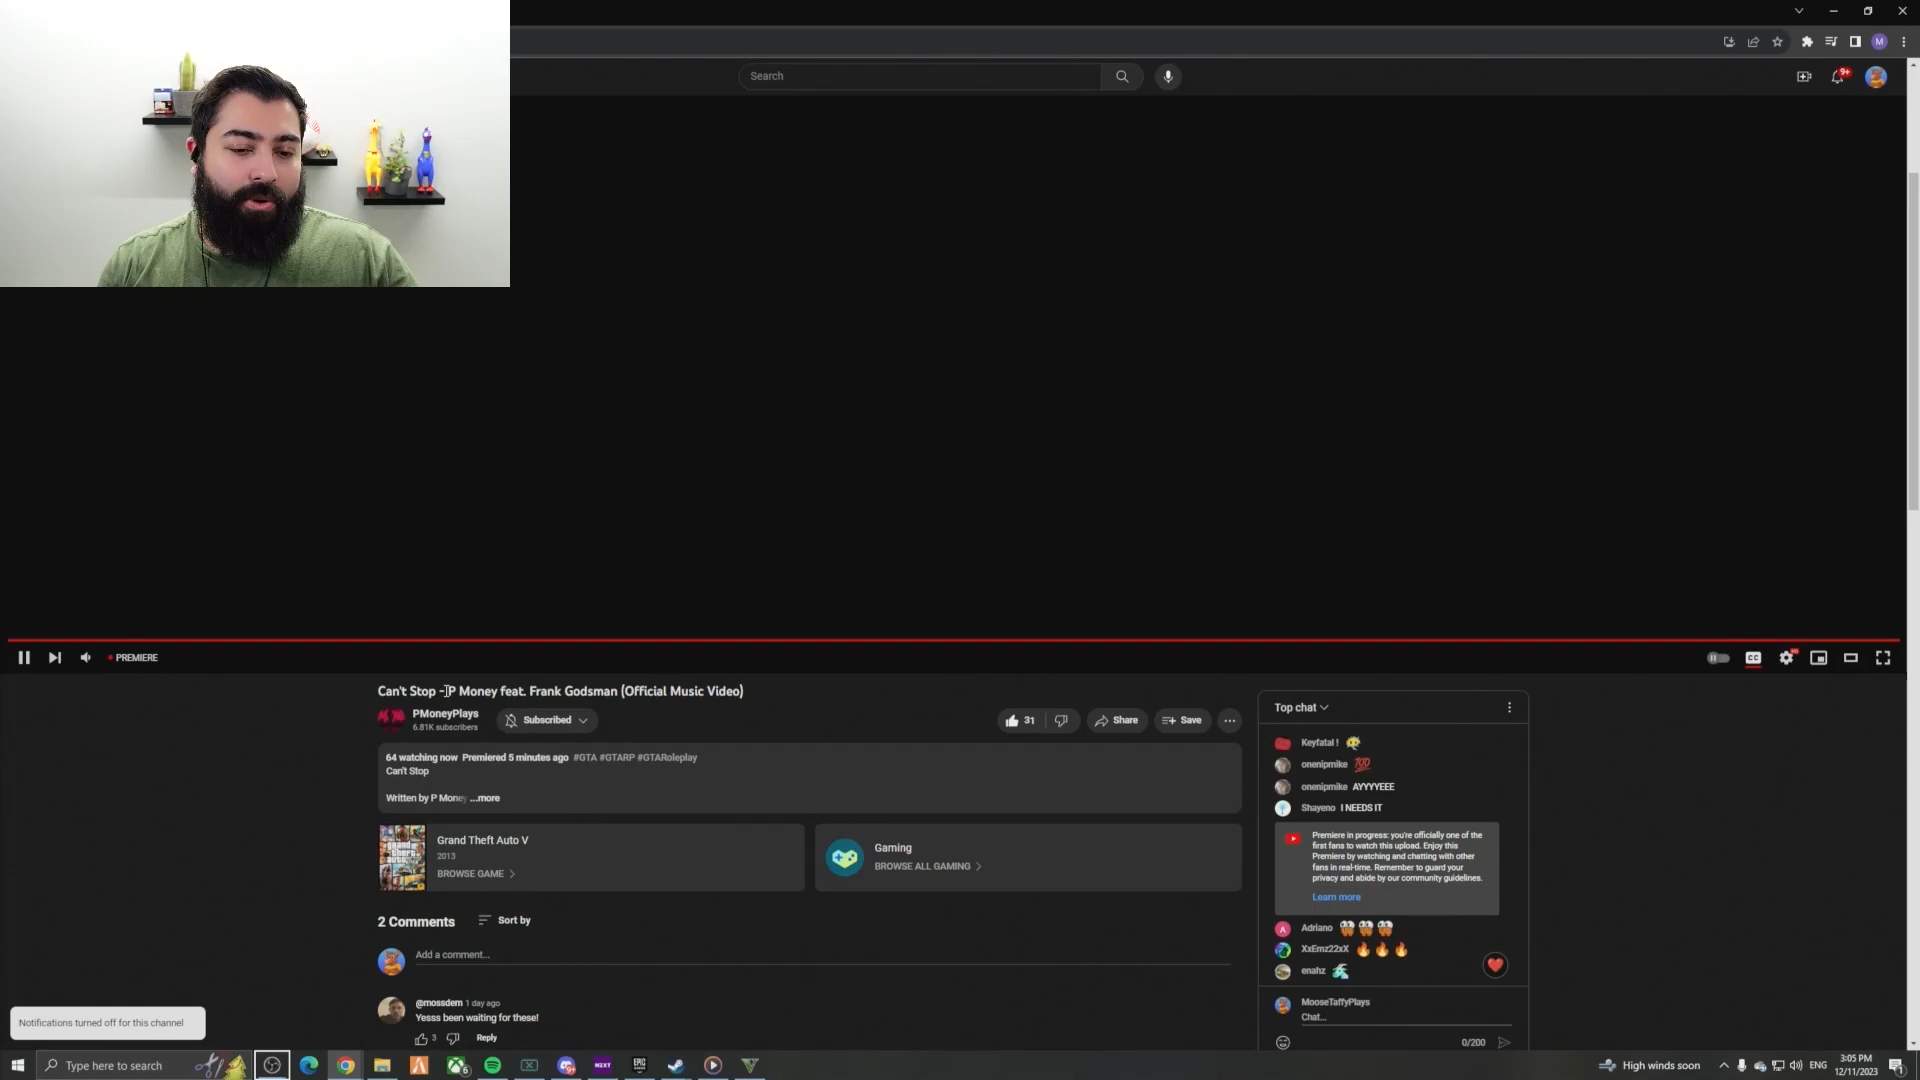 Search
9+
M
PREMIERE
CC
Can't Stop - P Money feat. Frank Godsman (Official Music Video)
PMoneyPlays
6.81K subscribers
Subscribed
31
Share
Save
64 watching now Premiered 5 minutes ago #GTA #GTARP #GTARoleplay
Can't Stop
Written by P Money ...more
Grand Theft Auto V
2013
BROWSE GAME
Gaming
BROWSE ALL GAMING
2 Comments
Sort by
Add a comment...
@mossdem 1 day ago
Yesss been waiting for these!
3
Reply
Top chat
Keyfatal !
onenipmike 100
onenipmike AYYYYEEE
Shayeno I NEEDS IT
Premiere in progress: you're officially one of the
first fans to watch this upload. Enjoy this
Premiere by watching and chatting with other
fans in real-time. Remember to guard your
privacy and abide by our community guidelines.
Learn more
A
Adriano
XxEmz22xX
enahz
MooseTaffyPlays
Chat...
0/200
Notifications turned off for this channel
Type here to search
NZXT
EPIC
High winds soon
ENG
3:05 PM
12/11/2023